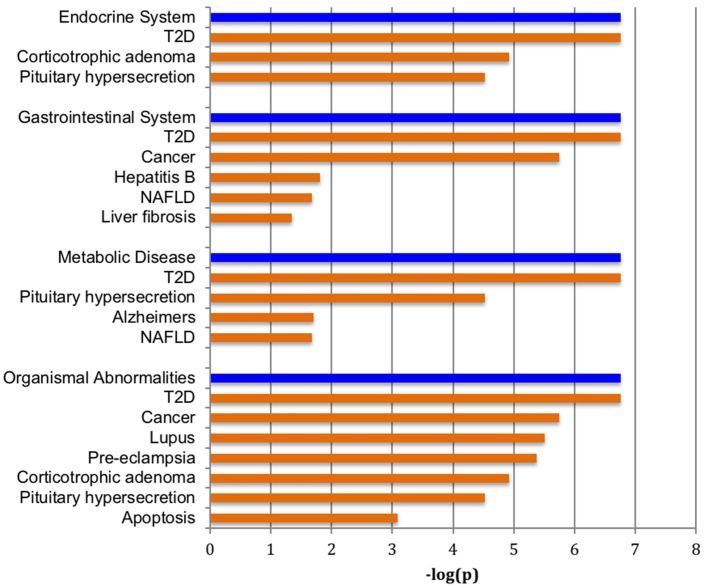 Endocrine System
T2D
Corticotrophic adenoma
Pituitary hypersecretion
Gastrointestinal System
T2D
Cancer
Hepatitis B
NAFLD
Liver fibrosis
Metabolic Disease
T2D
Pituitary hypersecretion
Alzheimers
NAFLD
Organismal Abnormalities
T2D
Cancer
Lupus
Pre-eclampsia
Corticotrophic adenoma
Pituitary hypersecretion
Apoptosis
0 1 2 3 4 5 6 7 8
-log(p)